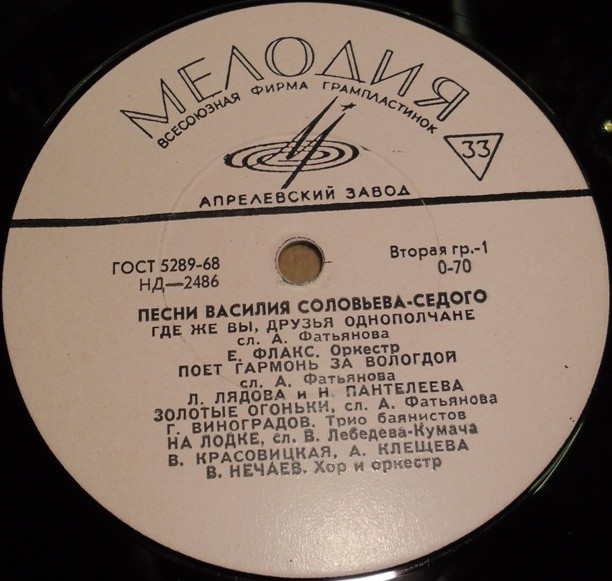 МЕЛОДИЯ
ВСЕСОЮЗНАЯ ФИРМА ГРАМПЛАСТИНОК
33
АПРЕЛЕВСКИЙ ЗАВОД
ГОСТ 5289-68
НД—2486
Вторая гр.-1
0-70
ПЕСНИ ВАСИЛИЯ СОЛОВЬЕВА-СЕДОГО
ГДЕ ЖЕ ВЫ, ДРУЗЬЯ ОДНОПОЛЧАНЕ
сл. А. Фатьянова
Е. ФЛАКС. Оркестр
ПОЕТ ГАРМОНЬ ЗА ВОЛОГДОЙ
сл. А. Фатьянова
Л. ЛЯДОВА и Н. ПАНТЕЛЕЕВА
ЗОЛОТЫЕ ОГОНЬКИ, сл. А. Фатьянова
Г. ВИНОГРАДОВ. Трио баянистов
НА ЛОДКЕ, сл. В. Лебедева-Кумача
В. КРАСОВИЦКАЯ, А. КЛЕЩЕВА
В. НЕЧАЕВ. Хор и оркестр